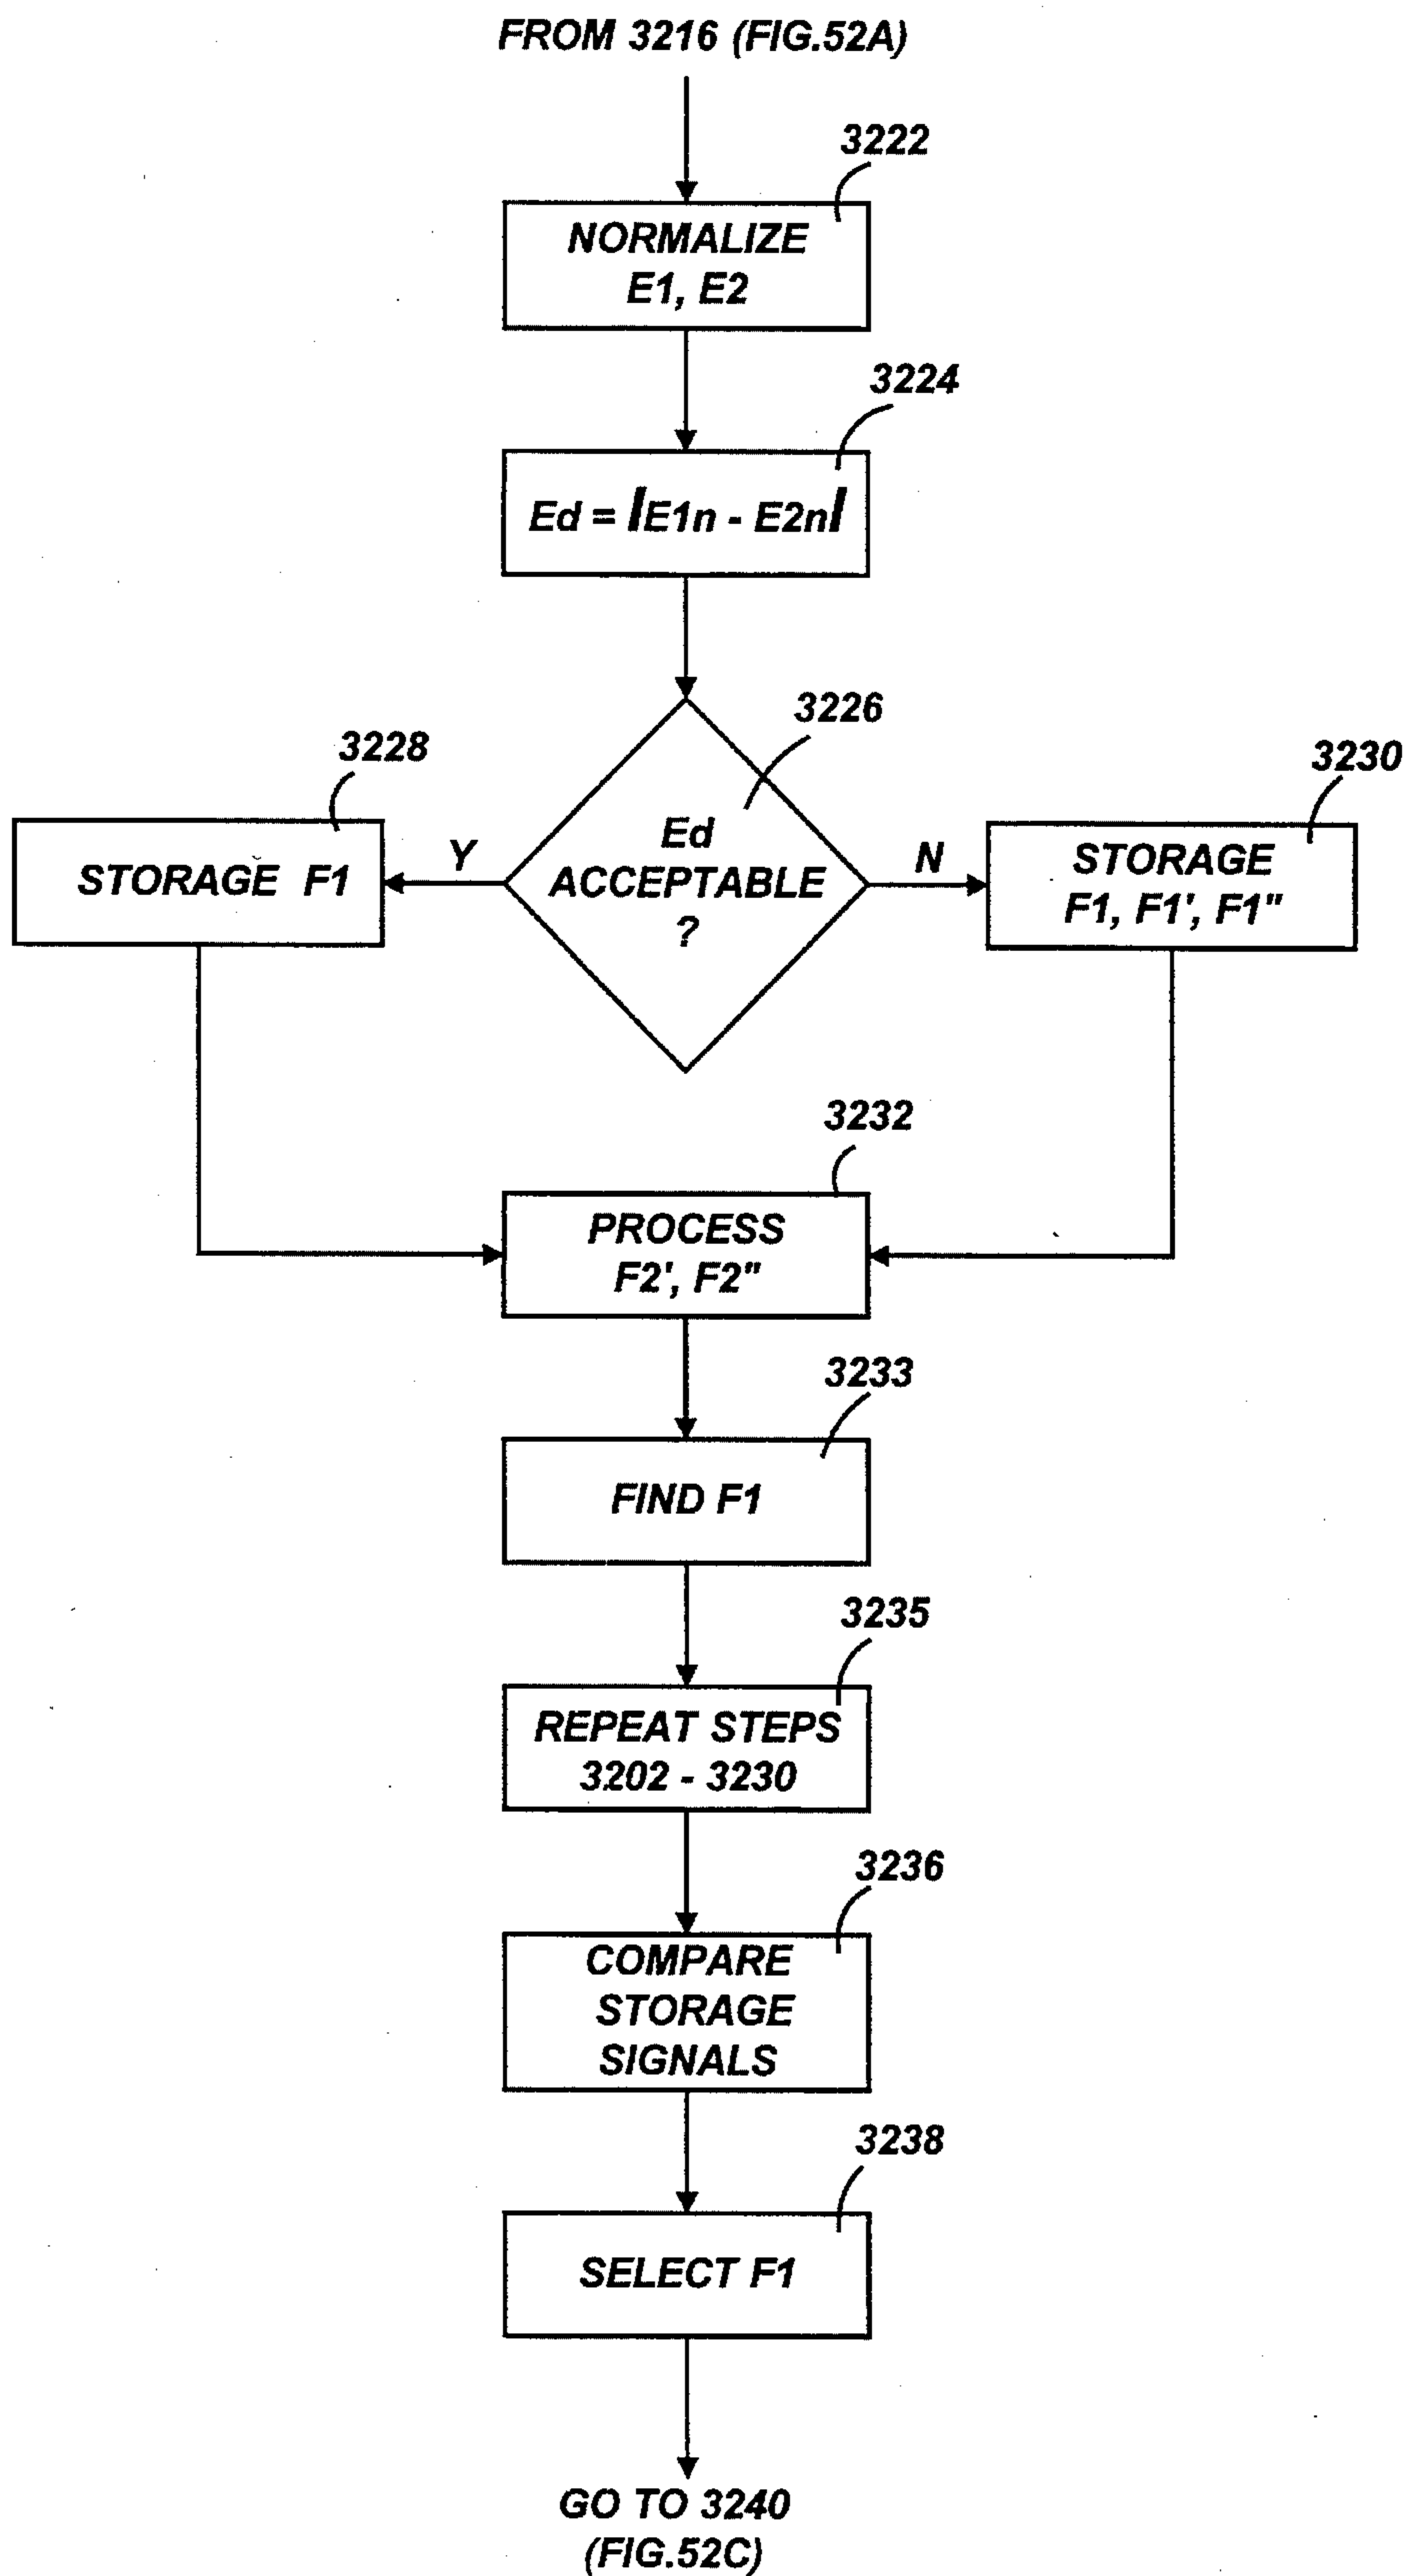 FROM 3216 (FIG.52A)
3222
NORMALIZE
E1, E2
3224
Ed = |E1n - E2n|
3226
Ed
ACCEPTABLE
?
3228
Y
STORAGE F1
3230
N
STORAGE
F1, F1', F1"
3232
PROCESS
F2', F2"
3233
FIND F1
3235
REPEAT STEPS
3202 - 3230
3236
COMPARE
STORAGE
SIGNALS
3238
SELECT F1
GO TO 3240
(FIG.52C)